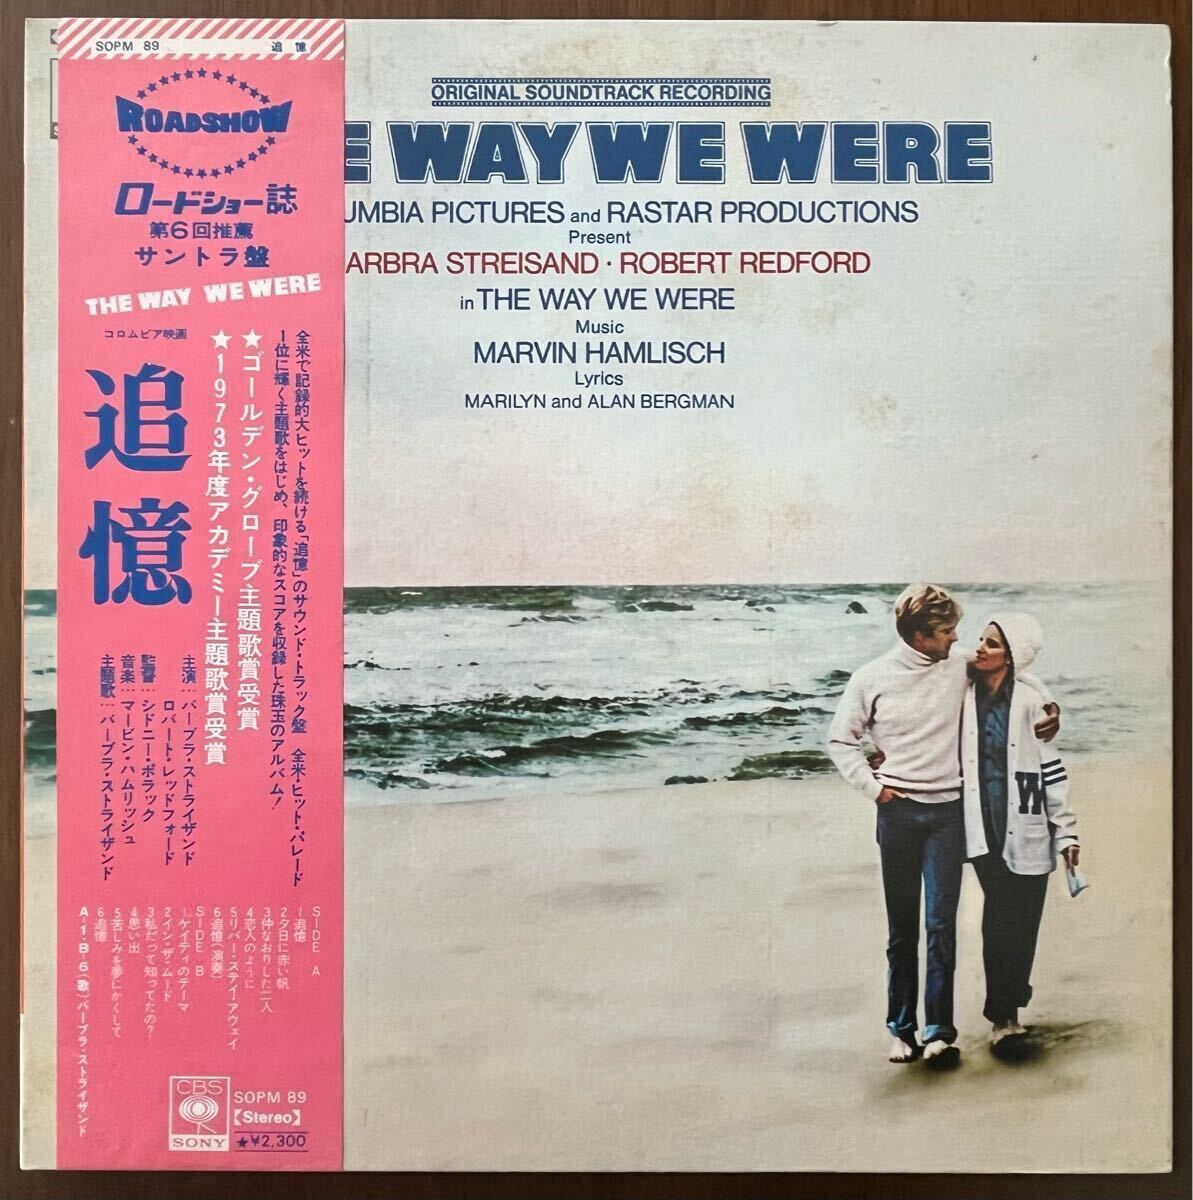 SOPM 89 追憶
ROADSHOW
ロードショー誌
第6回推薦
サントラ盤
THE WAY WE WERE
コロムビア映画
追憶
★ゴールデン・グローブ主題歌賞受賞
★1973年度アカデミー主題歌賞受賞
全米で記録的大ヒットを続ける「追憶」のサウンド・トラック盤 全米・ヒット・パレード
1位に輝く主題歌をはじめ、印象的なスコアを収録した珠玉のアルバム!
主演…バーブラ・ストライザンド
ロバート・レッドフォード
監督…シドニー・ポラック
音楽…マービン・ハムリッシュ
主題歌…バーブラ・ストライザンド
SIDE A
1追憶
2夕日に赤い帆
3仲なおりした二人
4恋人のように
5リバー・ステイ・アウェイ
6追憶(演奏)
SIDE B
1ケイティのテーマ
2イン・ザ・ムード
3私だって知ってたの?
4思い出
5苦しみを夢にかくして
6追憶
A-1・B-6(歌)バーブラ・ストライザンド
CBS
SONY
SOPM 89
【Stereo】
★¥2,300
ORIGINAL SOUNDTRACK RECORDING
E WAY WE WERE
UMBIA PICTURES and RASTAR PRODUCTIONS
Present
ARBRA STREISAND · ROBERT REDFORD
in THE WAY WE WERE
Music
MARVIN HAMLISCH
Lyrics
MARILYN and ALAN BERGMAN
W